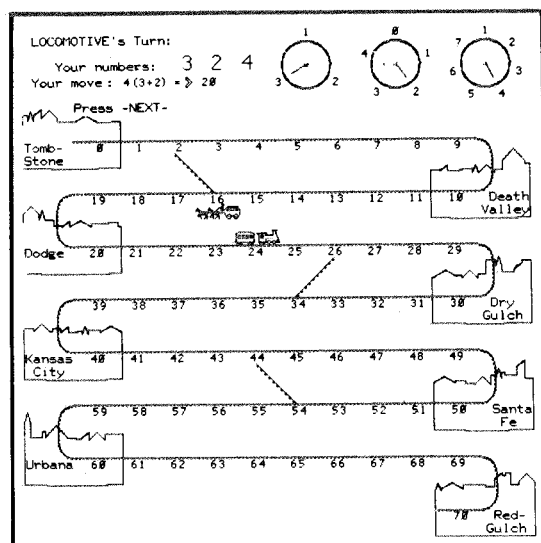 LOCOMOTIVE's Turn:
Your numbers: 3 2 4
Your move : 4(3+2) = > 20
Press -NEXT-
1
3 2
0
4 1
3 2
1
7 2
6 3
5 4
Tomb-
Stone
0 1 2 3 4 5 6 7 8 9
19 18 17 16 15 14 13 12 11 10
Death
Valley
Dodge
20 21 22 23 24 25 26 27 28 29
39 38 37 36 35 34 33 32 31 30
Dry
Gulch
Kansas
City
40 41 42 43 44 45 46 47 48 49
59 58 57 56 55 54 53 52 51 50
Santa
Fe
Urbana
60 61 62 63 64 65 66 67 68 69
70
Red-
Gulch